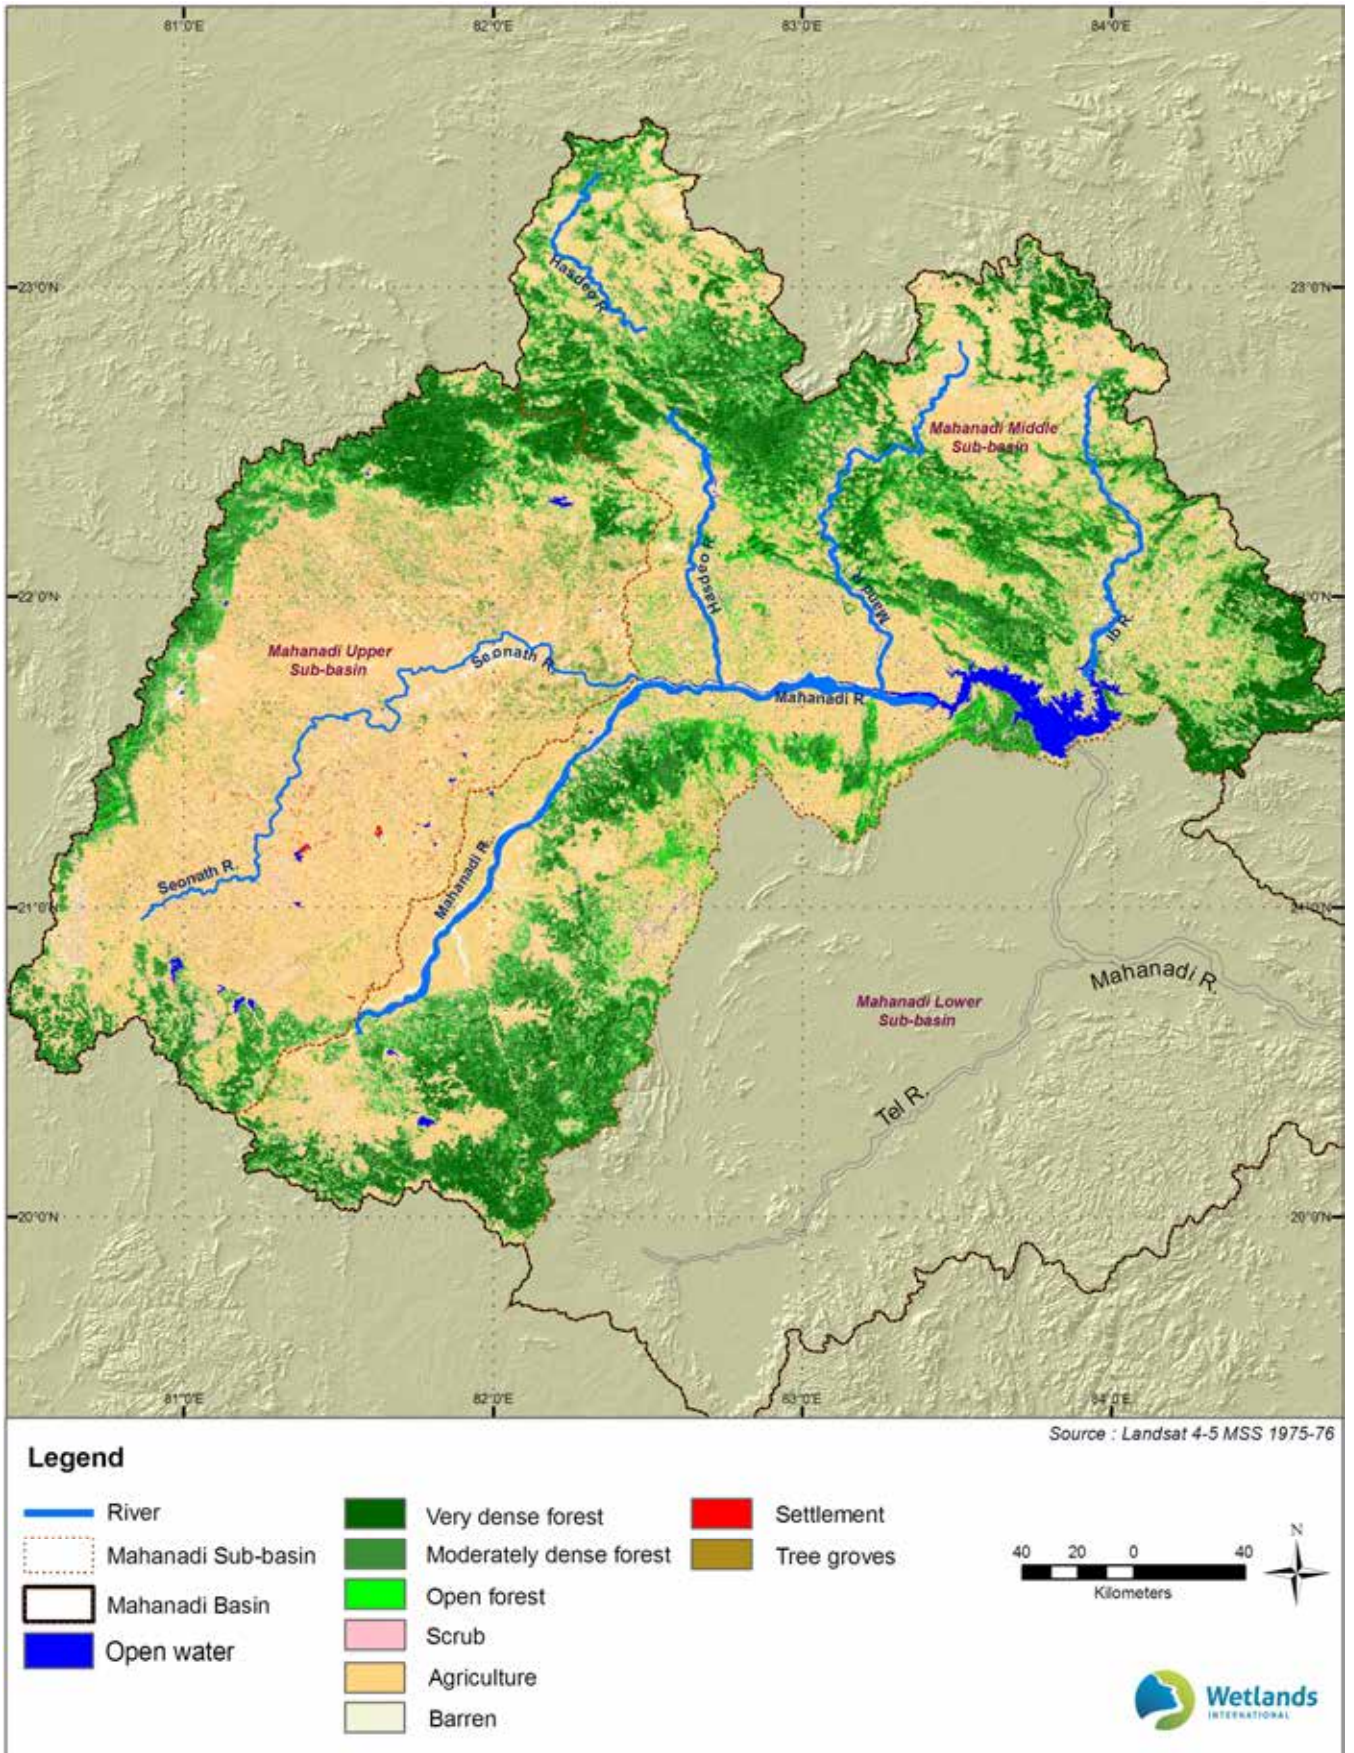 81°0'E 82°0'E 83°0'E 84°0'E
23°0'N 23°0'N
Hasdeo R.
Mahanadi Middle
Sub-basin
Hasdeo R.
Mand R.
22°0'N
Ib R.
Mahanadi Upper
Sub-basin
Seonath R.
Mahanadi R.
Mahanadi R.
Seonath R.
21°0'N 21°0'N
Mahanadi R.
Mahanadi Lower
Sub-basin
Tel R.
20°0'N 20°0'N
81°0'E 82°0'E 83°0'E 84°0'E
Source : Landsat 4-5 MSS 1975-76
Legend
River
Mahanadi Sub-basin
Mahanadi Basin
Open water
Very dense forest
Moderately dense forest
Open forest
Scrub
Agriculture
Barren
Settlement
Tree groves
N
40 20 0 40
Kilometers
Wetlands
INTERNATIONAL